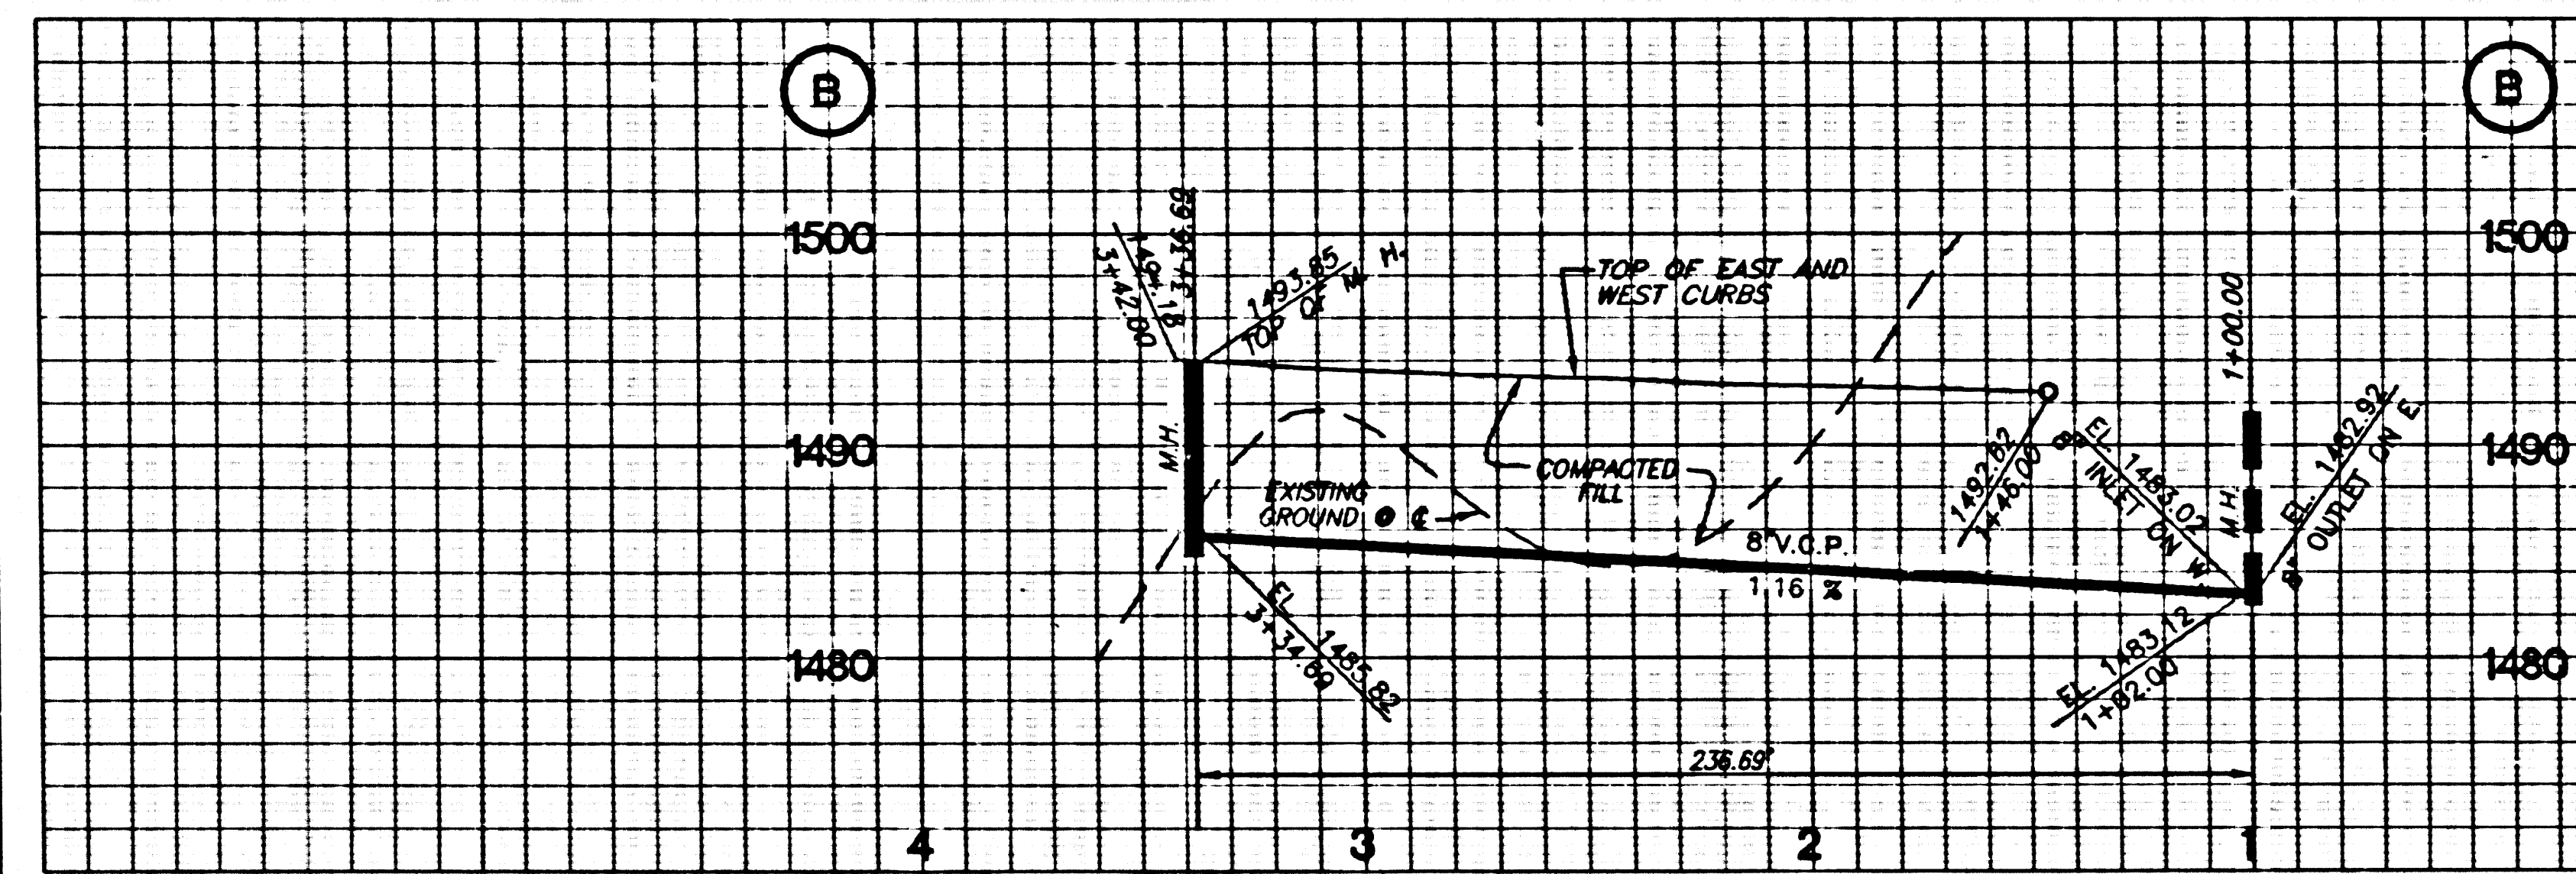 B
B
1500
1500
3+36.69
1494.18
3+42.00
1493.85
TOP OF M. H.
TOP OF EAST AND
WEST CURBS
1+00.00
M.H.
1490
1490
EXISTING
GROUND @ ℄
COMPACTED
FILL
1492.62
1+46.00
8" EL. 1483.02
INLET ON W.
M.H.
EL. 1482.92
8" OUTLET ON E.
8" V.C.P.
1.16 %
EL. 1485.82
3+34.69
EL. 1483.12
1+02.00
1480
1480
236.69'
4
3
2
1